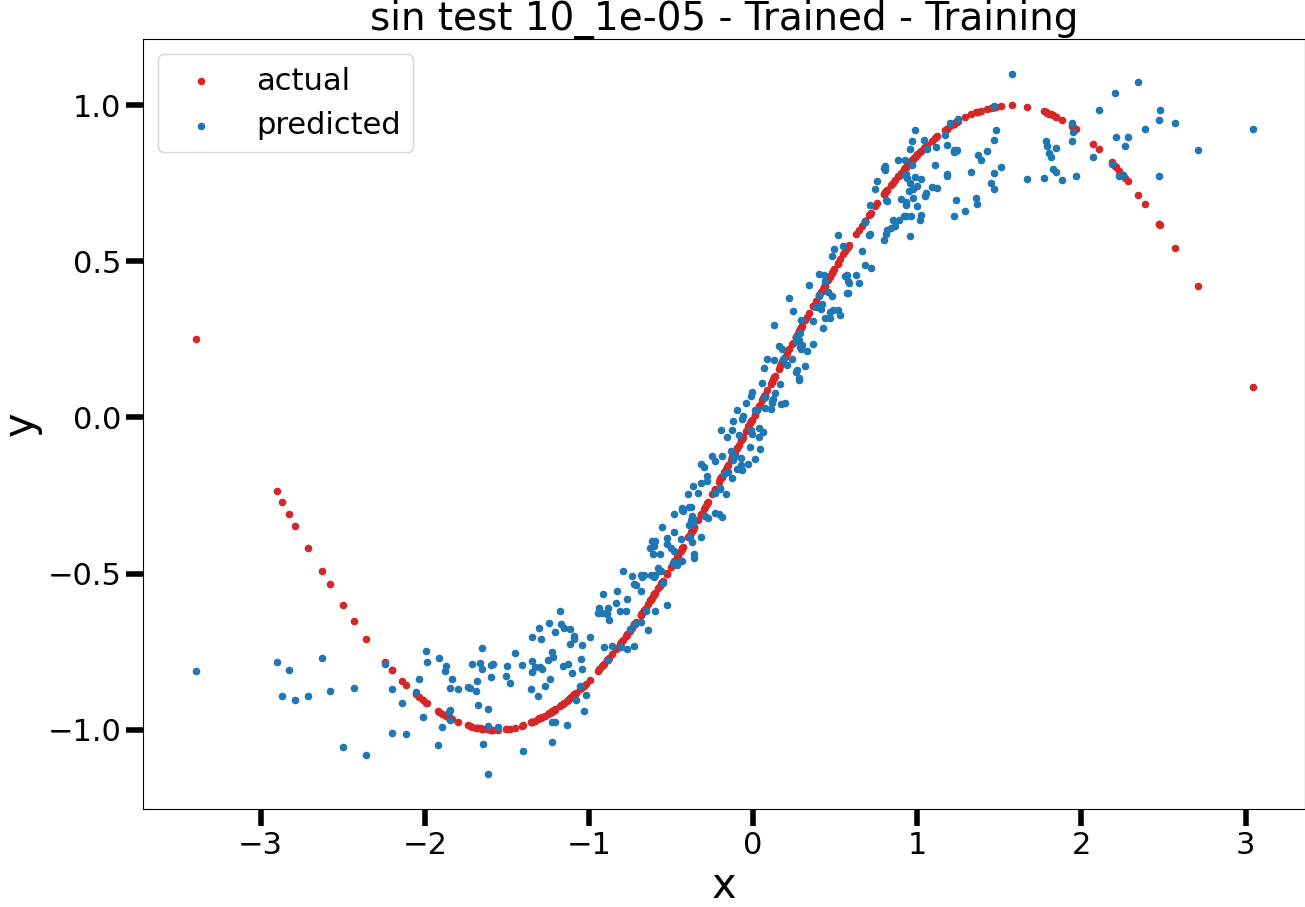 sin test 10_1e-05 - Trained - Training
actual
predicted
1.0
0.5
0.0
−0.5
−1.0
y
−3 −2 −1 0 1 2 3
x